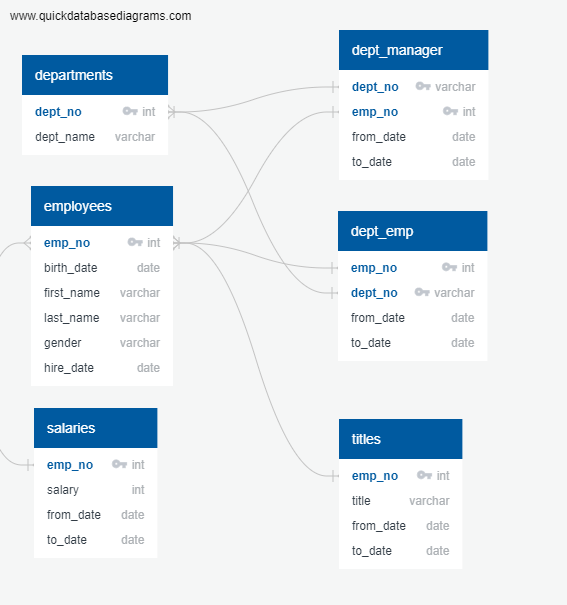 www.quickdatabasediagrams.com
departments
dept_no int
dept_name varchar
employees
emp_no int
birth_date date
first_name varchar
last_name varchar
gender varchar
hire_date date
salaries
emp_no int
salary int
from_date date
to_date date
dept_manager
dept_no varchar
emp_no int
from_date date
to_date date
dept_emp
emp_no int
dept_no varchar
from_date date
to_date date
titles
emp_no int
title varchar
from_date date
to_date date